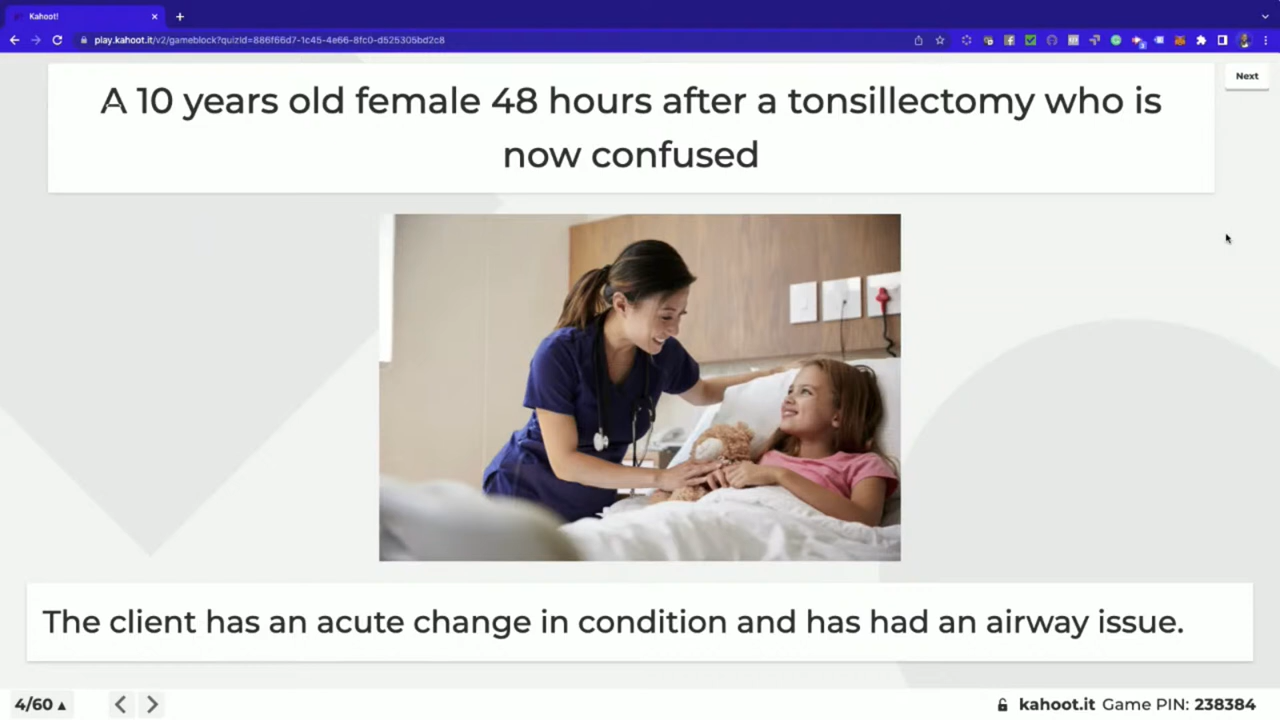 Kahoot!
play.kahoot.it/v2/gameblock?quizId=886f66d7-1c45-4e66-8fc0-d525305bd2c8
Next
A 10 years old female 48 hours after a tonsillectomy who is
now confused
The client has an acute change in condition and has had an airway issue.
4/60
kahoot.it Game PIN: 238384